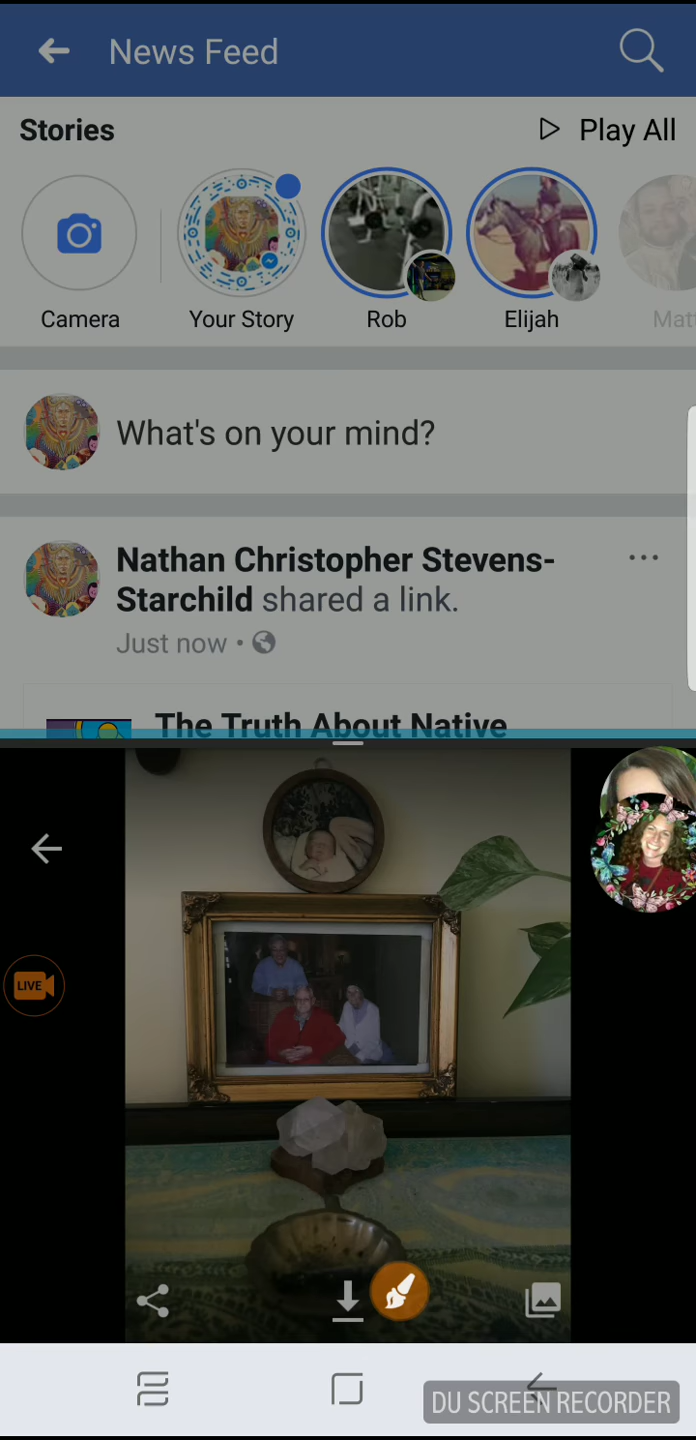 News Feed
Stories
Play All
Camera
Your Story
Rob
Elijah
Matt
What's on your mind?
Nathan Christopher Stevens-
Starchild shared a link.
Just now •
The Truth About Native
LIVE
DU SCREEN RECORDER